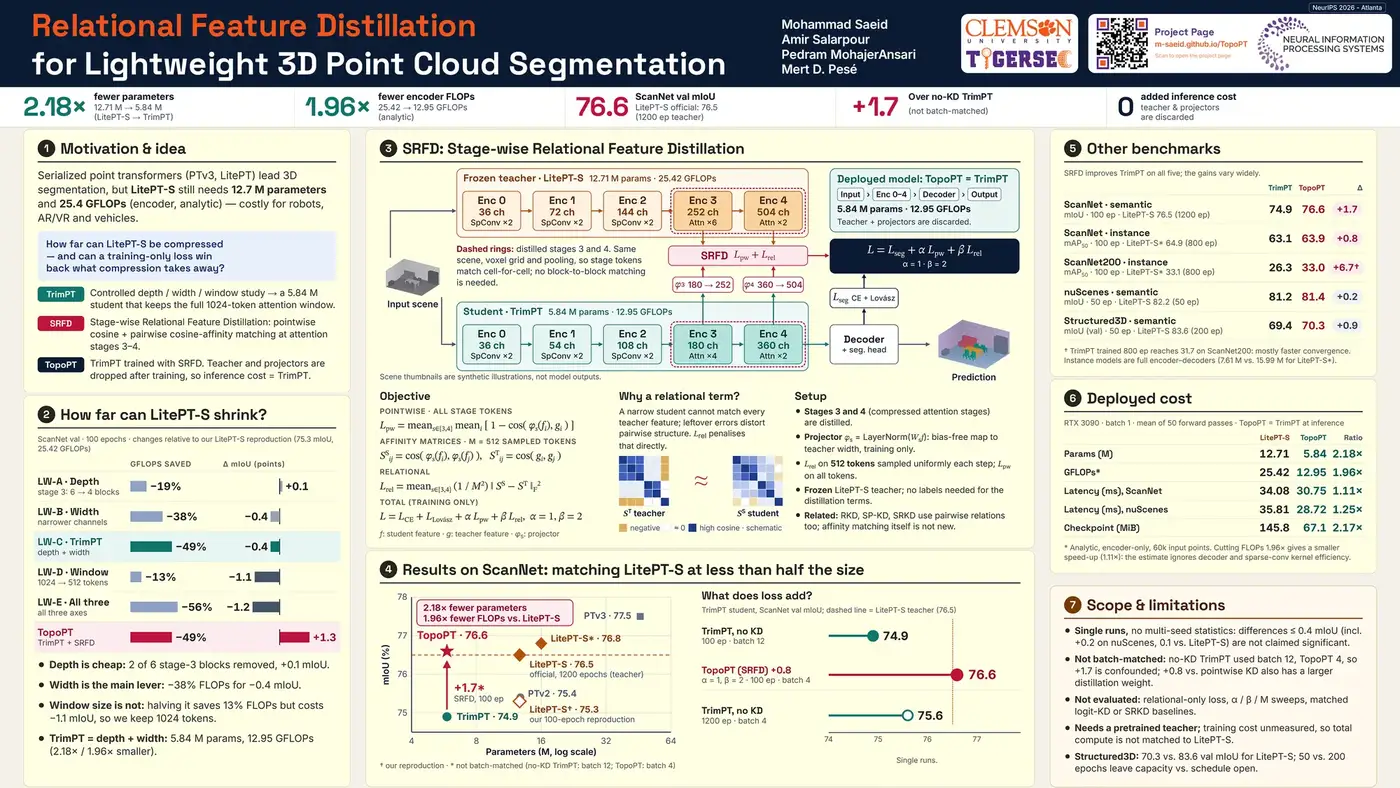 NeurIPS 2026 - Atlanta
Relational Feature Distillation
for Lightweight 3D Point Cloud Segmentation
Mohammad Saeid
Amir Salarpour
Pedram MohajerAnsari
Mert D. Pesé
CLEMSON
UNIVERSITY
TIGERSEC
Project Page
m-saeid.github.io/TopoPT
Scan to open the project page
NEURAL INFORMATION
PROCESSING SYSTEMS
2.18×
fewer parameters
12.71 M → 5.84 M
(LitePT-S → TrimPT)
1.96×
fewer encoder FLOPs
25.42 → 12.95 GFLOPs
(analytic)
76.6
ScanNet val mIoU
LitePT-S official: 76.5
(1200 ep teacher)
+1.7
Over no-KD TrimPT
(not batch-matched)
0
added inference cost
teacher & projectors
are discarded
1 Motivation & idea
Serialized point transformers (PTv3, LitePT) lead 3D
segmentation, but LitePT-S still needs 12.7 M parameters
and 25.4 GFLOPs (encoder, analytic) — costly for robots,
AR/VR and vehicles.
How far can LitePT-S be compressed
— and can a training-only loss win
back what compression takes away?
TrimPT Controlled depth / width / window study → a 5.84 M
student that keeps the full 1024-token attention window.
SRFD Stage-wise Relational Feature Distillation: pointwise
cosine + pairwise cosine-affinity matching at attention
stages 3–4.
TopoPT TrimPT trained with SRFD. Teacher and projectors are
dropped after training, so inference cost = TrimPT.
2 How far can LitePT-S shrink?
ScanNet val · 100 epochs · changes relative to our LitePT-S reproduction (75.3 mIoU,
25.42 GFLOPs)
GFLOPS SAVED Δ mIoU (points)
LW-A · Depth
stage 3: 6 → 4 blocks
−19% +0.1
LW-B · Width
narrower channels
−38% −0.4
LW-C · TrimPT
depth + width
−49% −0.4
LW-D · Window
1024 → 512 tokens
−13% −1.1
LW-E · All three
all three axes
−56% −1.2
TopoPT
TrimPT + SRFD
−49% +1.3
• Depth is cheap: 2 of 6 stage-3 blocks removed, +0.1 mIoU.
• Width is the main lever: −38% FLOPs for −0.4 mIoU.
• Window size is not: halving it saves 13% FLOPs but costs
−1.1 mIoU, so we keep 1024 tokens.
• TrimPT = depth + width: 5.84 M params, 12.95 GFLOPs
(2.18× / 1.96× smaller).
3 SRFD: Stage-wise Relational Feature Distillation
Frozen teacher · LitePT-S 12.71 M params · 25.42 GFLOPs
Enc 0
36 ch
SpConv ×2
Enc 1
72 ch
SpConv ×2
Enc 2
144 ch
SpConv ×2
Enc 3
252 ch
Attn ×6
Enc 4
504 ch
Attn ×2
Deployed model: TopoPT = TrimPT
Input › Enc 0–4 › Decoder › Output
5.84 M params · 12.95 GFLOPs
Teacher + projectors are discarded.
Dashed rings: distilled stages 3 and 4. Same
scene, voxel grid and pooling, so stage tokens
match cell-for-cell; no block-to-block matching
is needed.
SRFD Lpw + Lrel
L = Lseg + α Lpw + β Lrel
α = 1 · β = 2
φ3 180 → 252
φ4 360 → 504
Lseg CE + Lovász
Input scene
Student · TrimPT 5.84 M params · 12.95 GFLOPs
Enc 0
36 ch
SpConv ×2
Enc 1
54 ch
SpConv ×2
Enc 2
108 ch
SpConv ×2
Enc 3
180 ch
Attn ×4
Enc 4
360 ch
Attn ×2
Decoder
+ seg. head
Prediction
Scene thumbnails are synthetic illustrations, not model outputs.
Objective
POINTWISE · ALL STAGE TOKENS
Lpw = means∈{3,4} meani [ 1 − cos( φs(fi), gi ) ]
AFFINITY MATRICES · M = 512 SAMPLED TOKENS
SSij = cos( φs(fi), φs(fj) ), STij = cos( gi, gj )
RELATIONAL
Lrel = means∈{3,4} (1 / M²) ‖ SS − ST ‖F²
TOTAL (TRAINING ONLY)
L = LCE + LLovász + α Lpw + β Lrel, α = 1, β = 2
f: student feature · g: teacher feature · φs: projector
Why a relational term?
A narrow student cannot match every
teacher feature; leftover errors distort
pairwise structure. Lrel penalises
that directly.
≈
ST teacher
SS student
negative ≈ 0 high cosine · schematic
Setup
• Stages 3 and 4 (compressed attention stages)
are distilled.
• Projector φs = LayerNorm(Wsf): bias-free map to
teacher width, training only.
• Lrel on 512 tokens sampled uniformly each step; Lpw
on all tokens.
• Frozen LitePT-S teacher; no labels needed for the
distillation terms.
• Related: RKD, SP-KD, SRKD use pairwise relations
too; affinity matching itself is not new.
4 Results on ScanNet: matching LitePT-S at less than half the size
mIoU (%)
78
77
76
75
2.18× fewer parameters
1.96× fewer FLOPs vs. LitePT-S
PTv3 · 77.5
TopoPT · 76.6
LitePT-S* · 76.8
LitePT-S · 76.5
official, 1200 epochs (teacher)
+1.7*
SRFD, 100 ep
PTv2 · 75.4
LitePT-S† · 75.3
our 100-epoch reproduction
TrimPT · 74.9
4 8 16 32 64
Parameters (M, log scale)
† our reproduction · * not batch-matched (no-KD TrimPT: batch 12; TopoPT: batch 4)
What does loss add?
TrimPT student, ScanNet val mIoU; dashed line = LitePT-S teacher (76.5)
TrimPT, no KD
100 ep · batch 12
74.9
TopoPT (SRFD) +0.8
α = 1, β = 2 · 100 ep · batch 4
76.6
TrimPT, no KD
1200 ep · batch 4
75.6
74 75 76 77
Single runs.
5 Other benchmarks
SRFD improves TrimPT on all five; the gains vary widely.
TrimPT TopoPT Δ
ScanNet · semantic
mIoU · 100 ep · LitePT-S 76.5 (1200 ep)
74.9 76.6 +1.7
ScanNet · instance
mAP50 · 100 ep · LitePT-S* 64.9 (800 ep)
63.1 63.9 +0.8
ScanNet200 · instance
mAP50 · 100 ep · LitePT-S* 33.1 (800 ep)
26.3 33.0 +6.7†
nuScenes · semantic
mIoU · 50 ep · LitePT-S 82.2 (50 ep)
81.2 81.4 +0.2
Structured3D · semantic
mIoU (val) · 50 ep · LitePT-S 83.6 (200 ep)
69.4 70.3 +0.9
† TrimPT trained 800 ep reaches 31.7 on ScanNet200: mostly faster convergence.
Instance models are full encoder–decoders (7.61 M vs. 15.99 M for LitePT-S*).
6 Deployed cost
RTX 3090 · batch 1 · mean of 50 forward passes · TopoPT = TrimPT at inference
LitePT-S TopoPT Ratio
Params (M) 12.71 5.84 2.18×
GFLOPs* 25.42 12.95 1.96×
Latency (ms), ScanNet 34.08 30.75 1.11×
Latency (ms), nuScenes 35.81 28.72 1.25×
Checkpoint (MiB) 145.8 67.1 2.17×
* Analytic, encoder-only, 60k input points. Cutting FLOPs 1.96× gives a smaller
speed-up (1.11×): the estimate ignores decoder and sparse-conv kernel efficiency.
7 Scope & limitations
• Single runs, no multi-seed statistics: differences ≤ 0.4 mIoU (incl.
+0.2 on nuScenes, 0.1 vs. LitePT-S) are not claimed significant.
• Not batch-matched: no-KD TrimPT used batch 12, TopoPT 4, so
+1.7 is confounded; +0.8 vs. pointwise KD also has a larger
distillation weight.
• Not evaluated: relational-only loss, α / β / M sweeps, matched
logit-KD or SRKD baselines.
• Needs a pretrained teacher; training cost unmeasured, so total
compute is not matched to LitePT-S.
• Structured3D: 70.3 vs. 83.6 val mIoU for LitePT-S; 50 vs. 200
epochs leave capacity vs. schedule open.